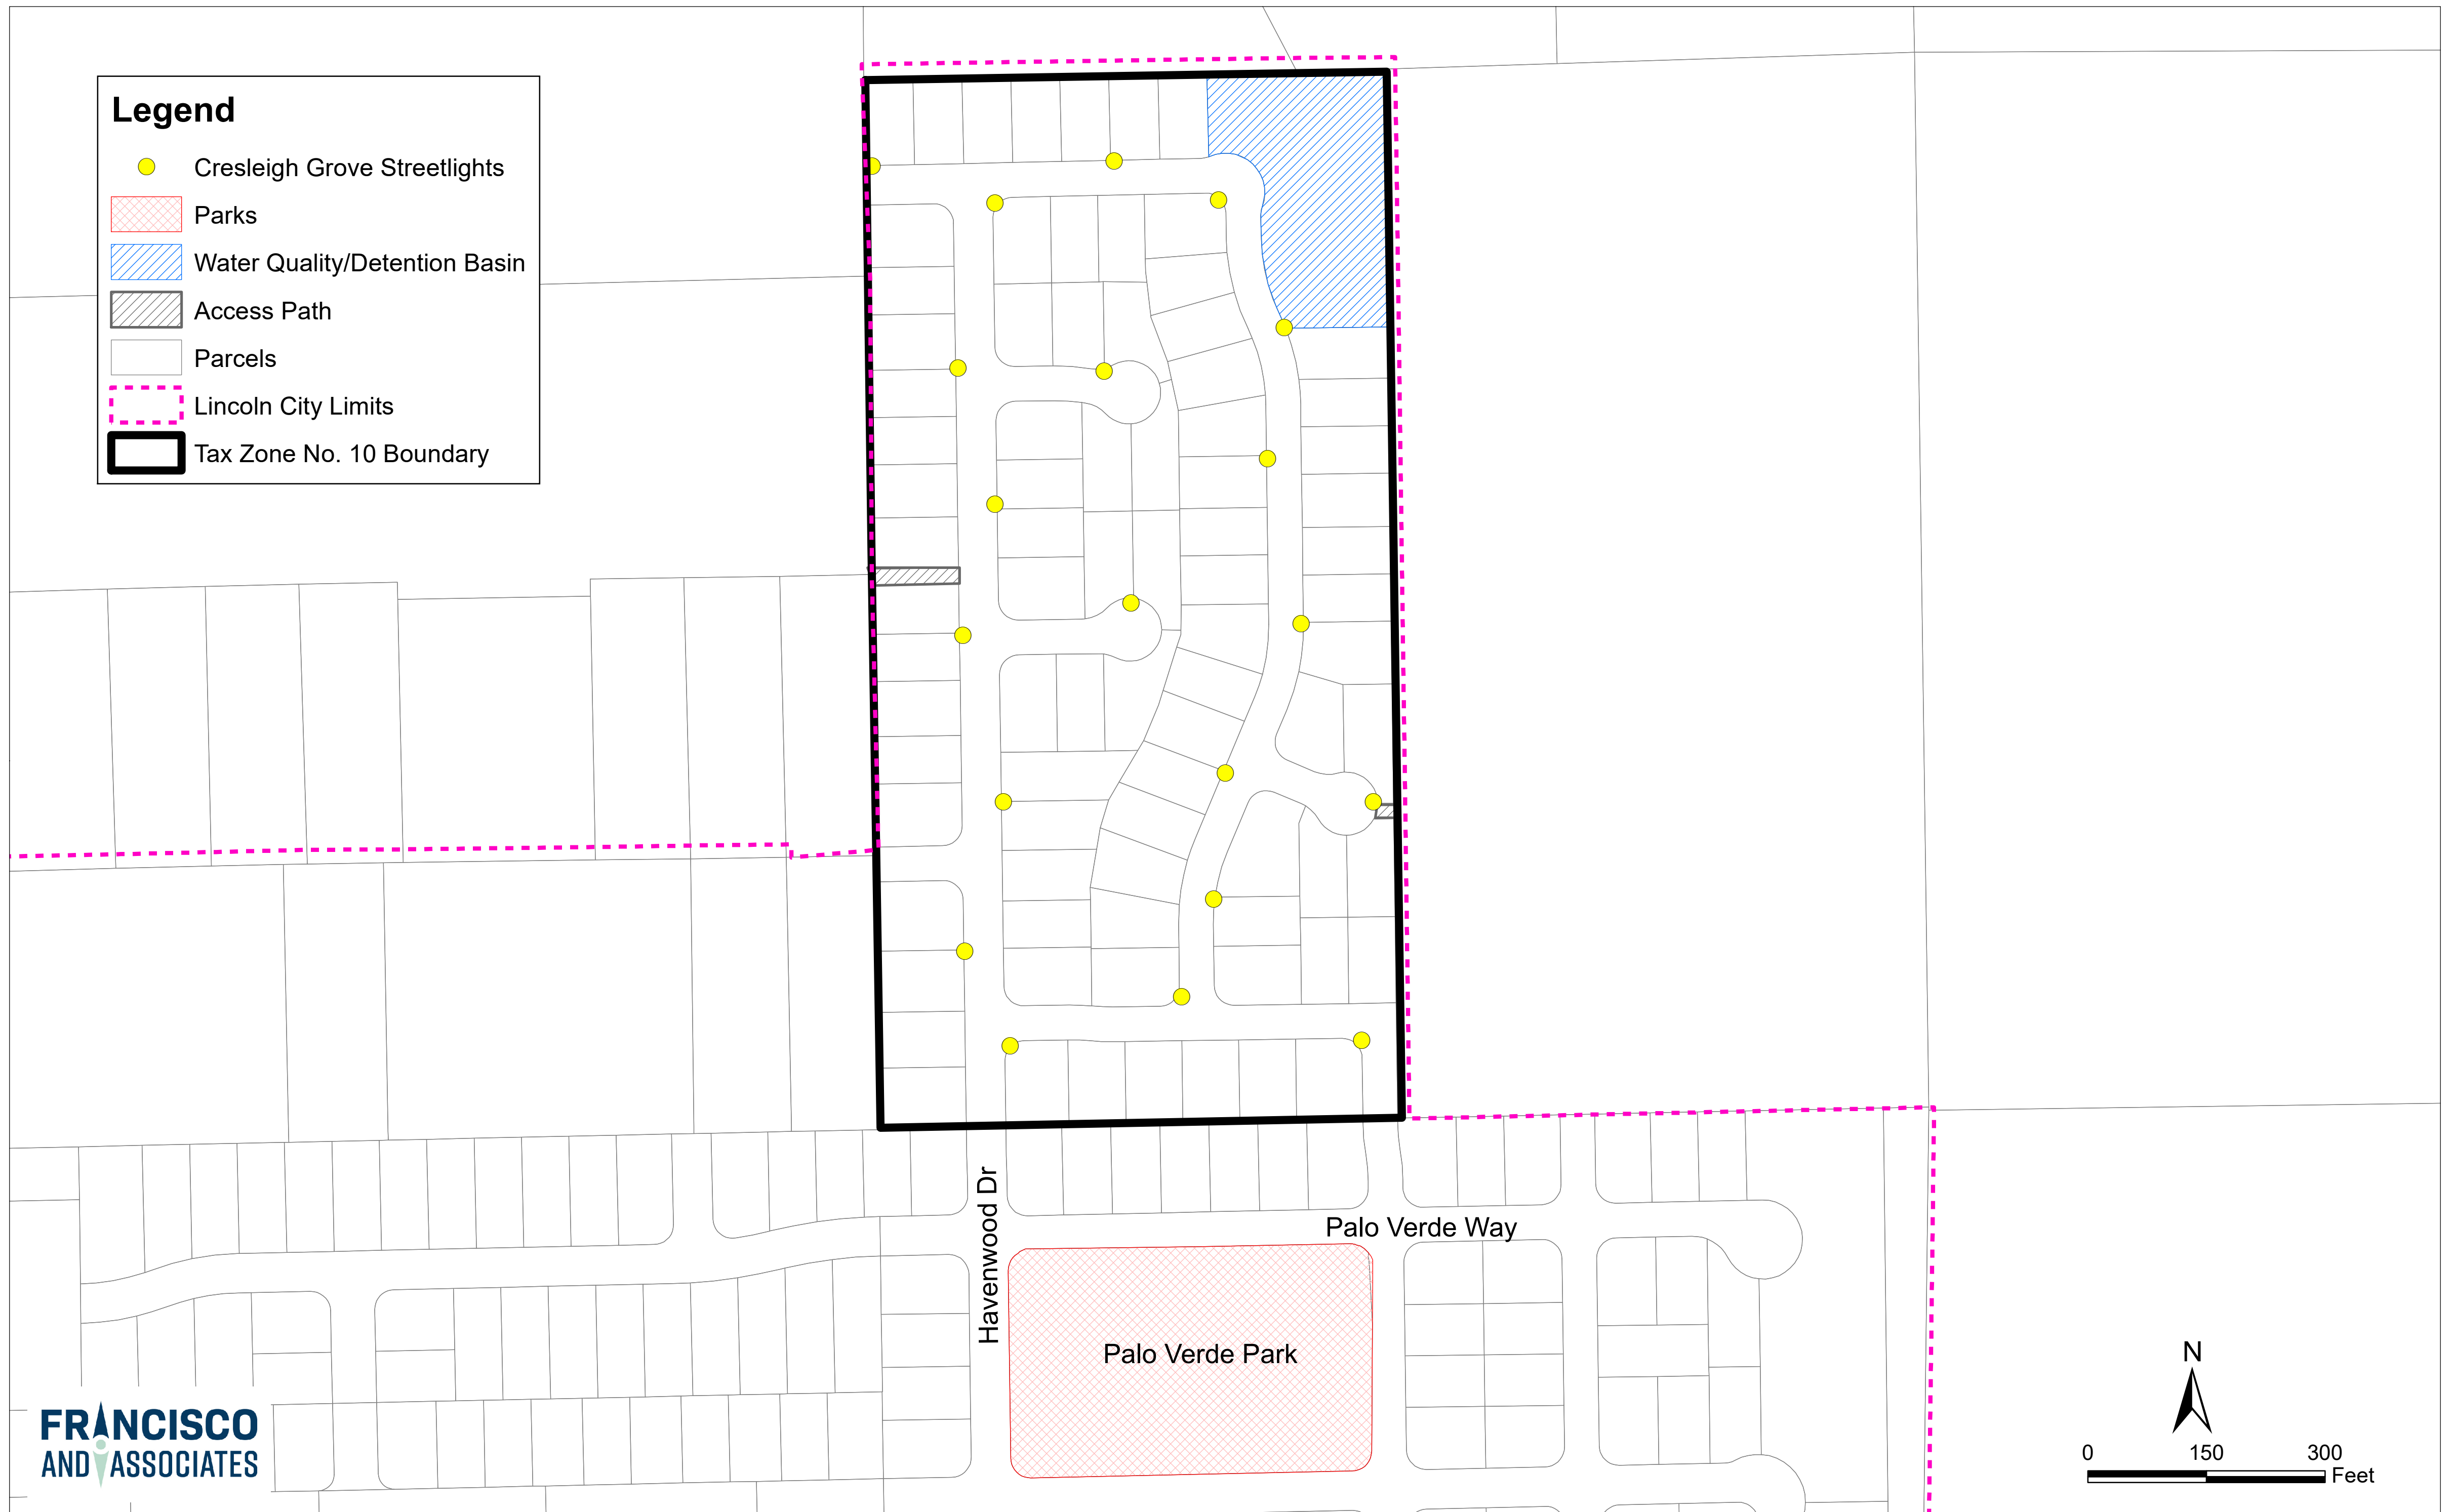 Legend
Cresleigh Grove Streetlights
Parks
Water Quality/Detention Basin
Access Path
Parcels
Lincoln City Limits
Tax Zone No. 10 Boundary
Havenwood Dr
Palo Verde Way
Palo Verde Park
FRANCISCO
AND ASSOCIATES
N
0 150 300
Feet